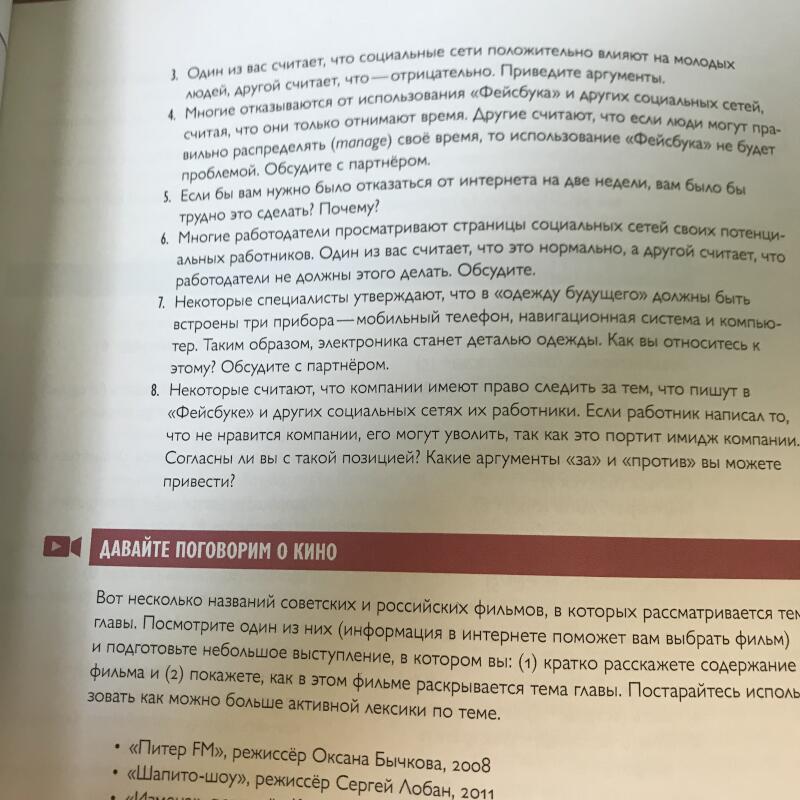 3. Один из вас считает, что социальные сети положительно влияют на молодых
людей, другой считает, что — отрицательно. Приведите аргументы.
4. Многие отказываются от использования «Фейсбука» и других социальных сетей,
считая, что они только отнимают время. Другие считают, что если люди могут пра-
вильно распределять (manage) своё время, то использование «Фейсбука» не будет
проблемой. Обсудите с партнёром.
5. Если бы вам нужно было отказаться от интернета на две недели, вам было бы
трудно это сделать? Почему?
6. Многие работодатели просматривают страницы социальных сетей своих потенци-
альных работников. Один из вас считает, что это нормально, а другой считает, что
работодатели не должны этого делать. Обсудите.
7. Некоторые специалисты утверждают, что в «одежду будущего» должны быть
встроены три прибора — мобильный телефон, навигационная система и компью-
тер. Таким образом, электроника станет деталью одежды. Как вы относитесь к
этому? Обсудите с партнёром.
8. Некоторые считают, что компании имеют право следить за тем, что пишут в
«Фейсбуке» и других социальных сетях их работники. Если работник написал то,
что не нравится компании, его могут уволить, так как это портит имидж компании.
Согласны ли вы с такой позицией? Какие аргументы «за» и «против» вы можете
привести?
ДАВАЙТЕ ПОГОВОРИМ О КИНО
Вот несколько названий советских и российских фильмов, в которых рассматривается тем
главы. Посмотрите один из них (информация в интернете поможет вам выбрать фильм)
и подготовьте небольшое выступление, в котором вы: (1) кратко расскажете содержание
фильма и (2) покажете, как в этом фильме раскрывается тема главы. Постарайтесь исполь-
зовать как можно больше активной лексики по теме.
• «Питер FM», режиссёр Оксана Бычкова, 2008
• «Шапито-шоу», режиссёр Сергей Лобан, 2011